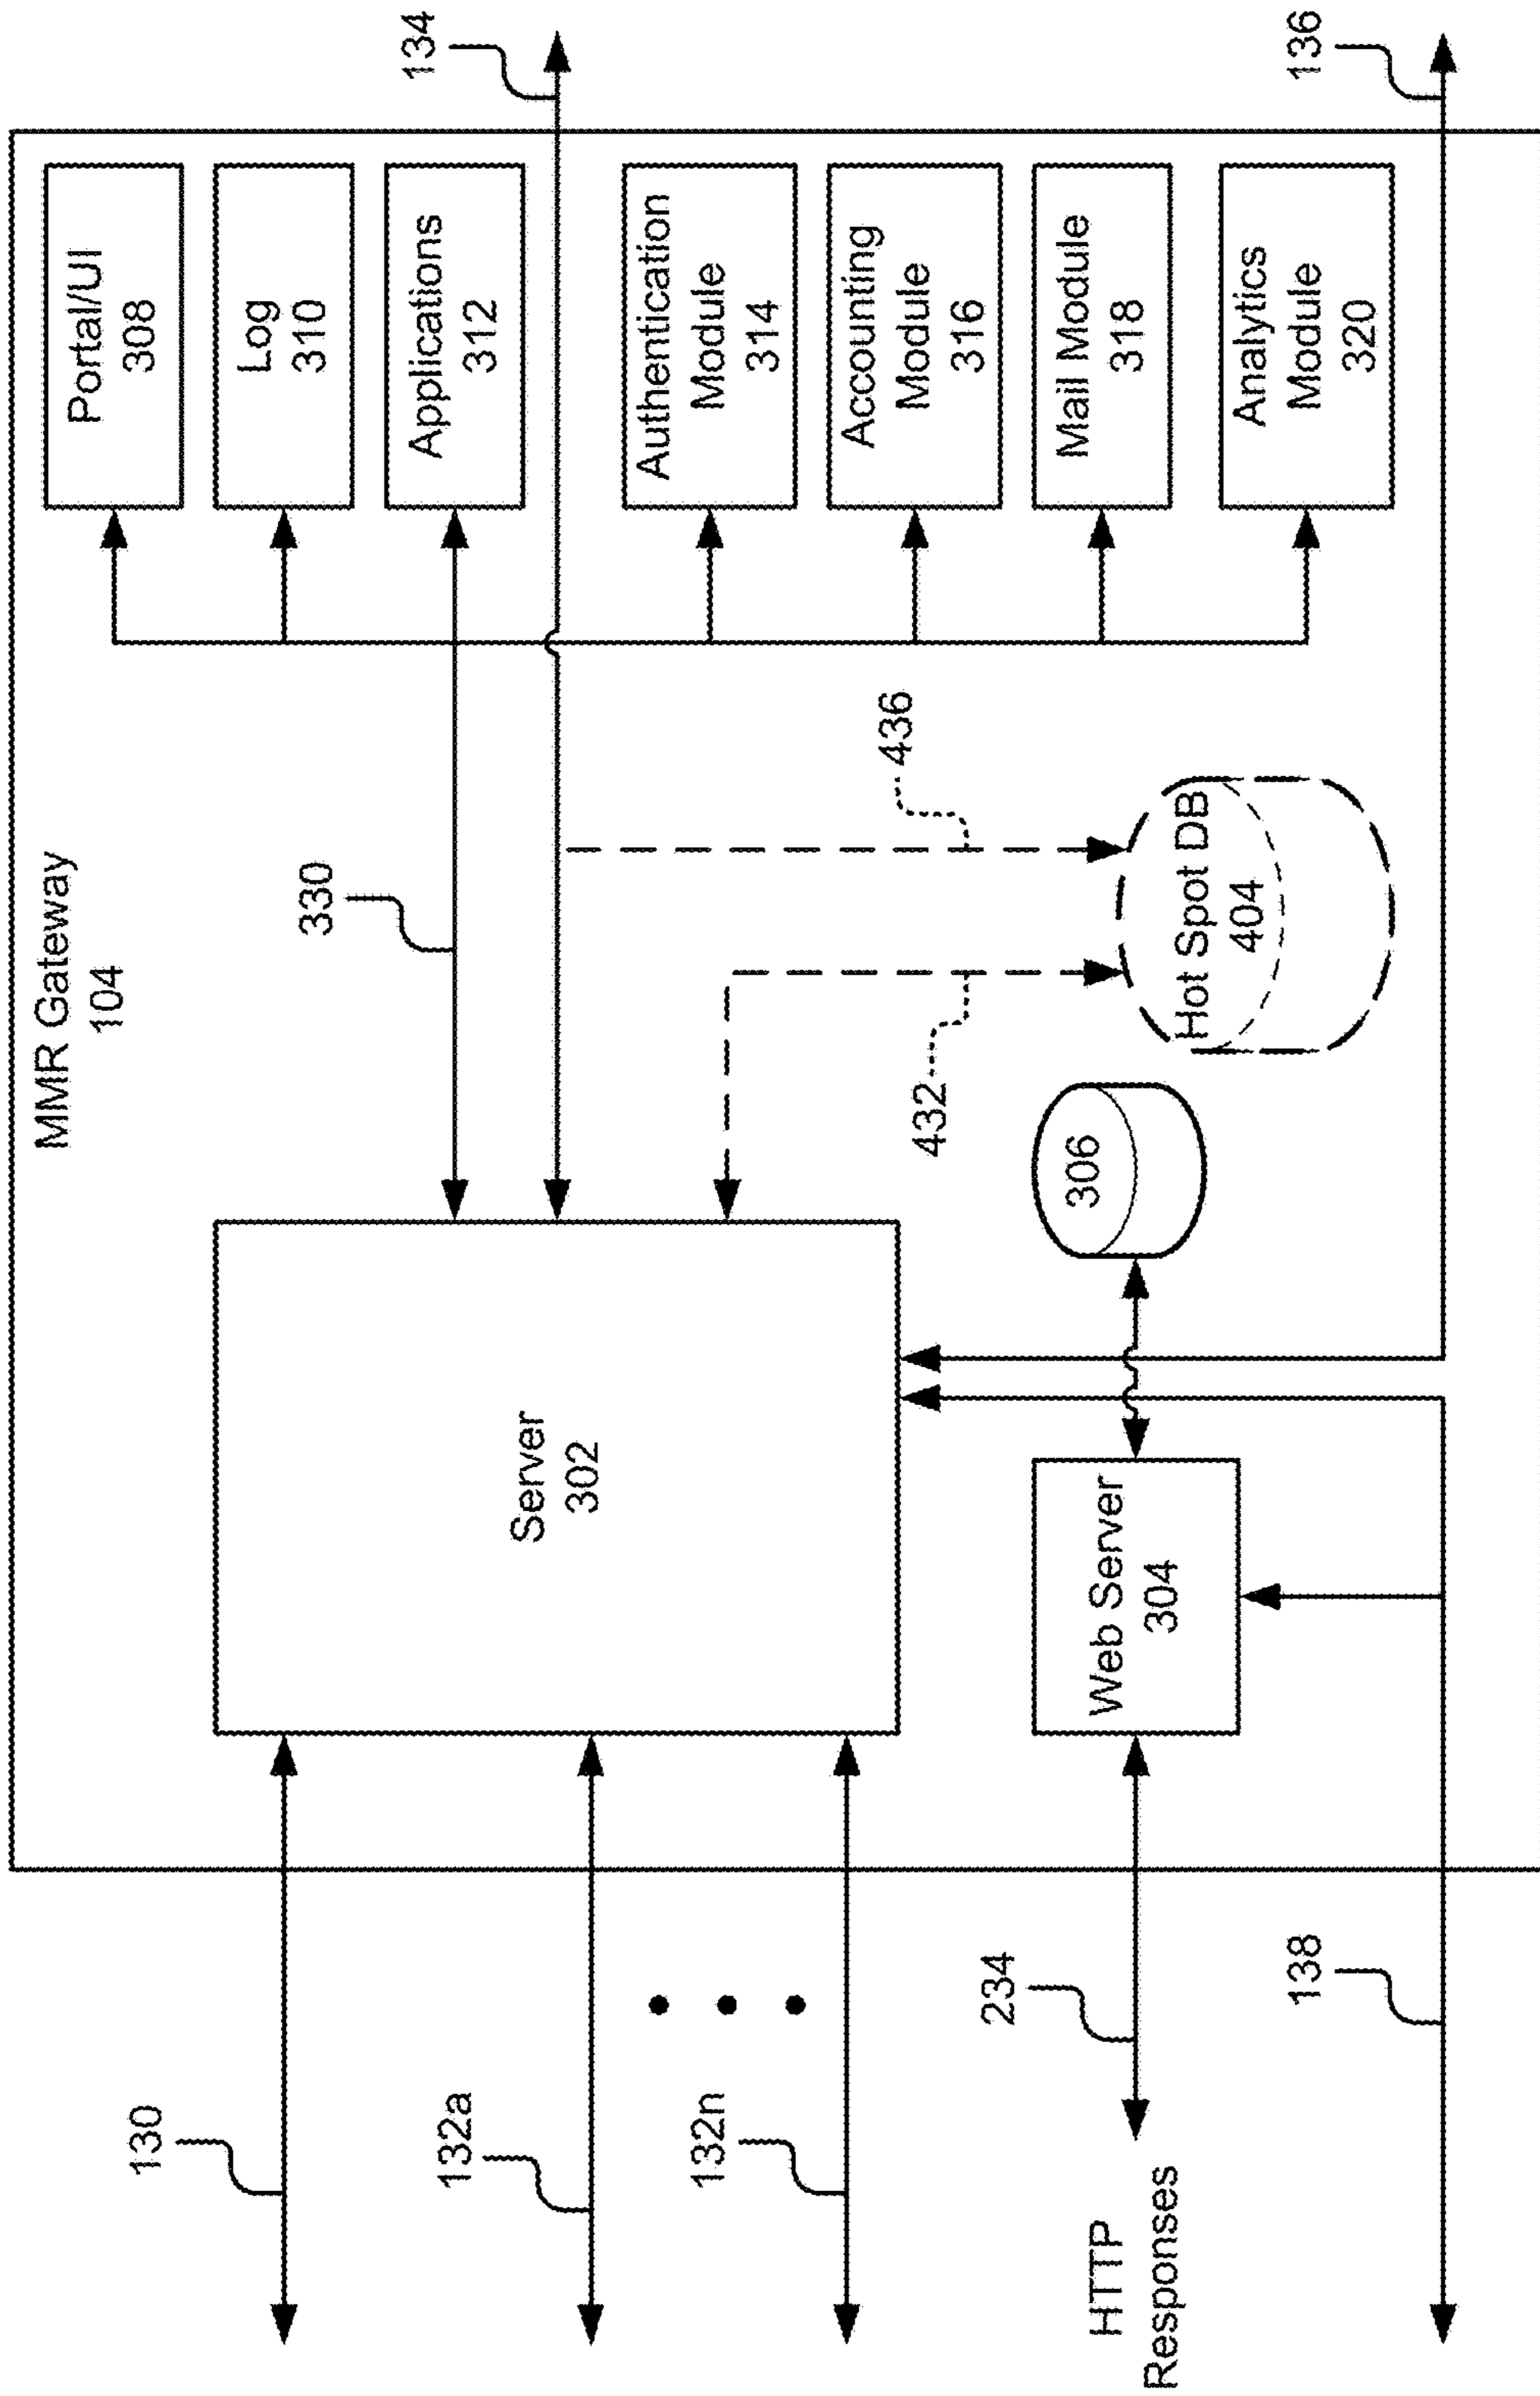 MMR Gateway
104
130
132a
132n
234
HTTP
Responses
138
Server
302
Web Server
304
306
330
432
436
Hot Spot DB
404
Portal/UI
308
Log
310
Applications
312
134
Authentication
Module
314
Accounting
Module
316
Mail Module
318
Analytics
Module
320
136